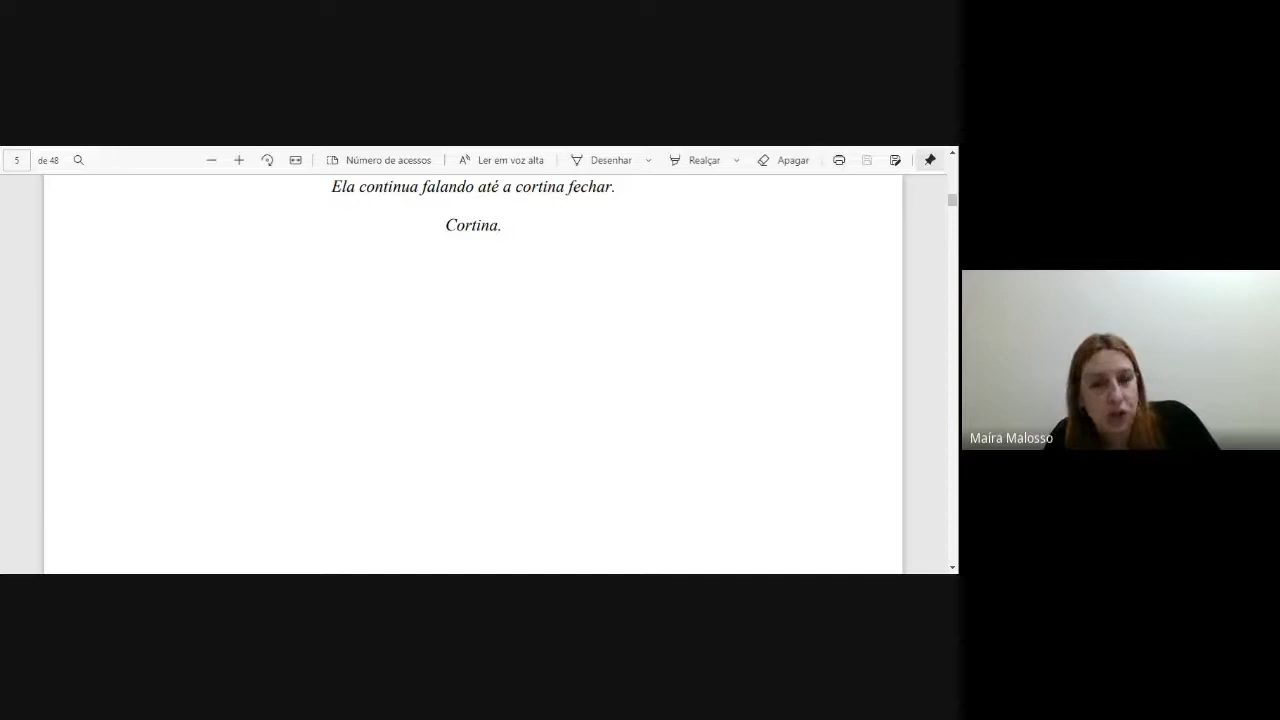 5 de 48 Número de acessos Ler em voz alta Desenhar Realçar Apagar
Ela continua falando até a cortina fechar.
Cortina.
Maíra Malosso